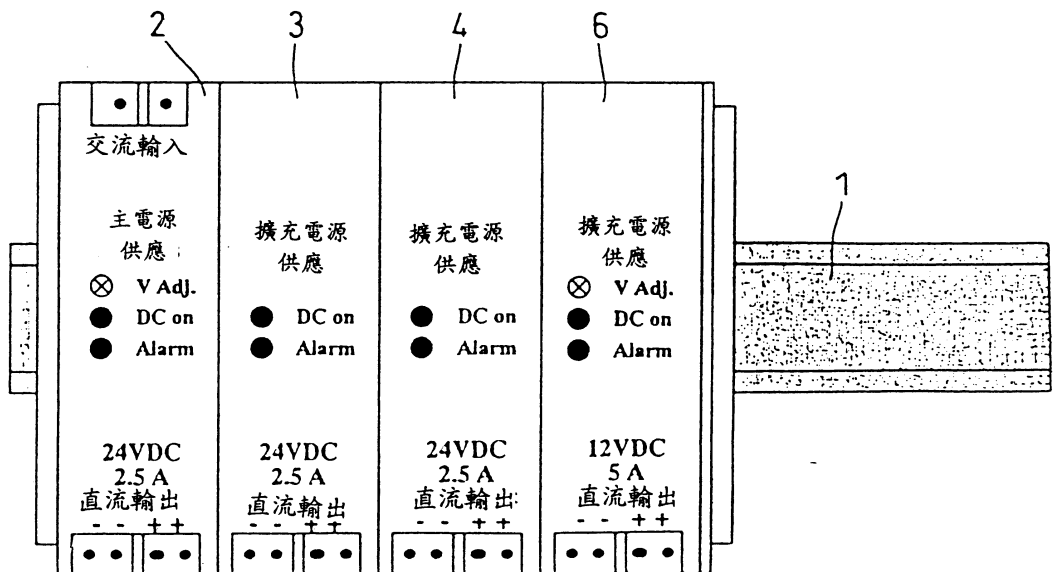 2
3
4
6
1
交流輸入
主電源
供應
V Adj.
DC on
Alarm
24VDC
2.5 A
直流輸出
- - + +
擴充電源
供應
DC on
Alarm
24VDC
2.5 A
直流輸出
- - + +
擴充電源
供應
DC on
Alarm
24VDC
2.5 A
直流輸出
- - + +
擴充電源
供應
V Adj.
DC on
Alarm
12VDC
5 A
直流輸出
- - + +